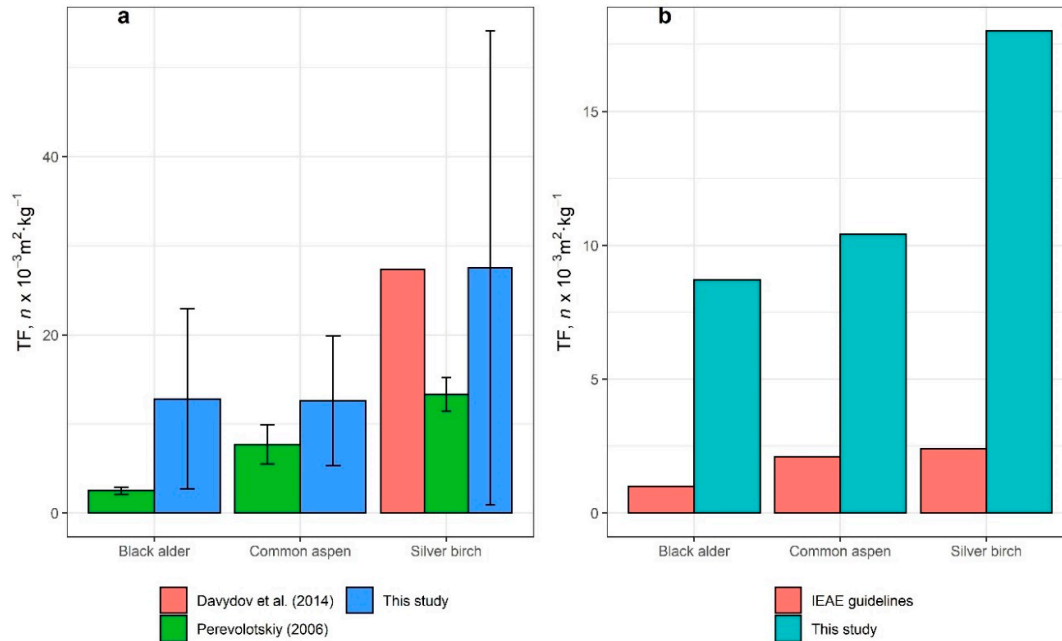 a
TF, n x 10⁻³m²·kg⁻¹
40
20
0
Black alder Common aspen Silver birch
Davydov et al. (2014) This study
Perevolotskiy (2006)
b
TF, n x 10⁻³m²·kg⁻¹
15
10
5
0
Black alder Common aspen Silver birch
IEAE guidelines
This study